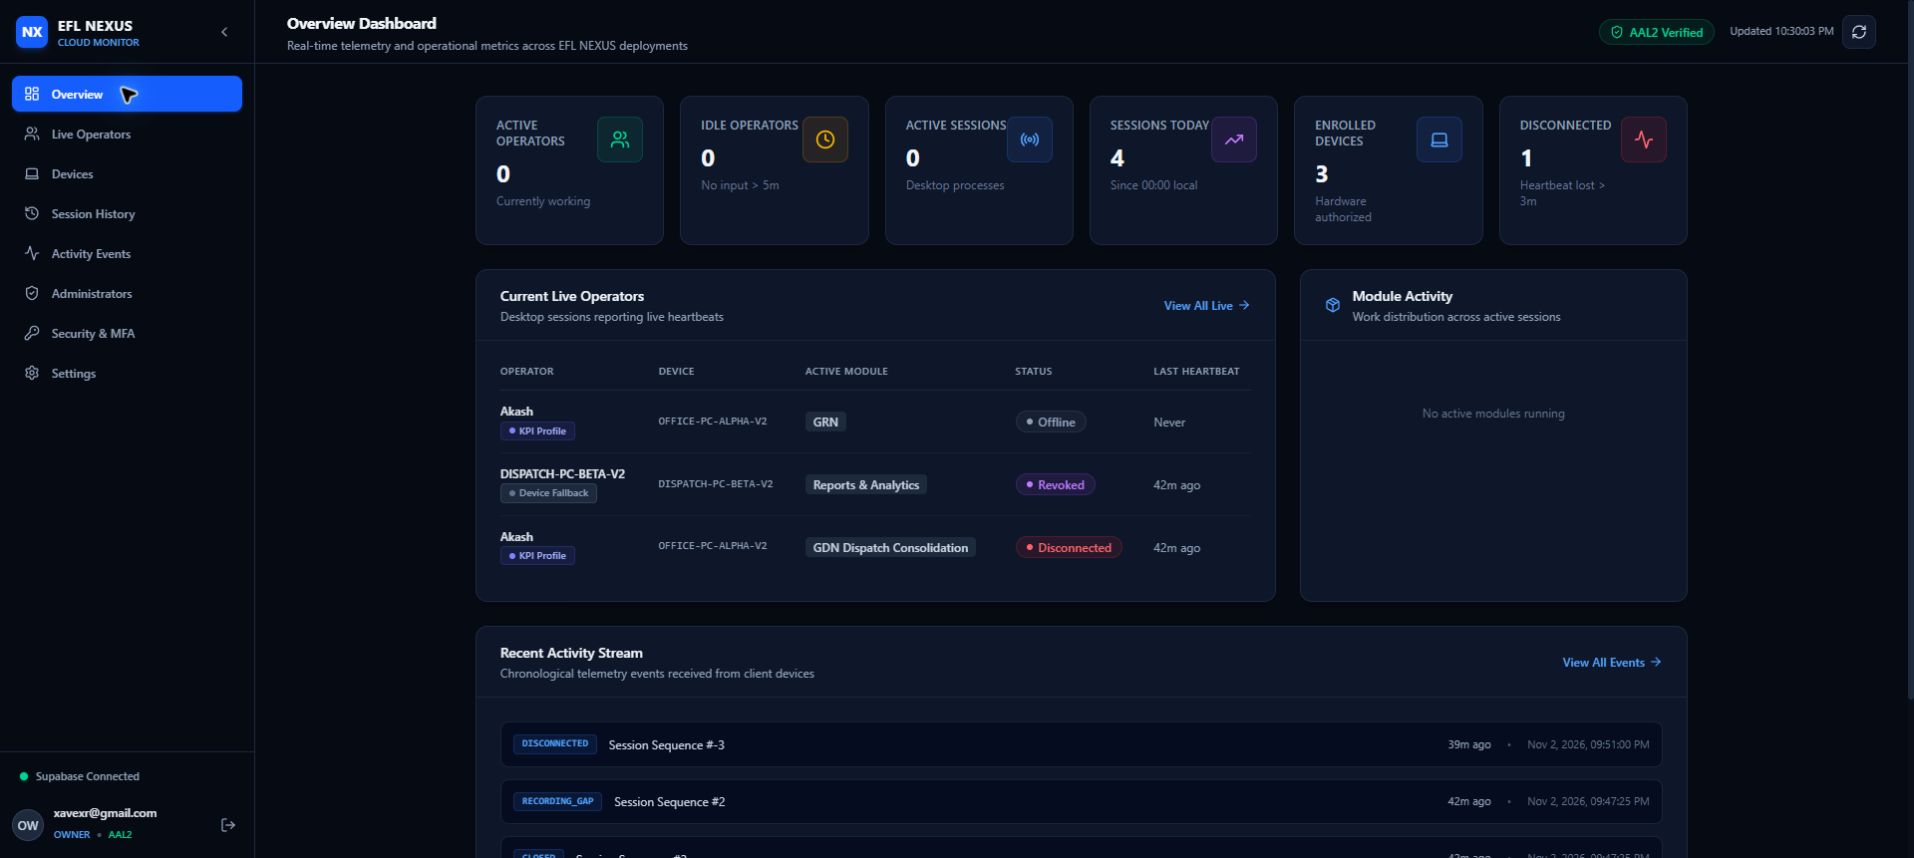 NX
EFL NEXUS
CLOUD MONITOR
Overview
Live Operators
Devices
Session History
Activity Events
Administrators
Security & MFA
Settings
Supabase Connected
OW
xavexr@gmail.com
OWNER • AAL2
Overview Dashboard
Real-time telemetry and operational metrics across EFL NEXUS deployments
AAL2 Verified
Updated 10:30:03 PM
ACTIVE
OPERATORS
0
Currently working
IDLE OPERATORS
0
No input > 5m
ACTIVE SESSIONS
0
Desktop processes
SESSIONS TODAY
4
Since 00:00 local
ENROLLED
DEVICES
3
Hardware
authorized
DISCONNECTED
1
Heartbeat lost >
3m
Current Live Operators
Desktop sessions reporting live heartbeats
View All Live →
OPERATOR DEVICE ACTIVE MODULE STATUS LAST HEARTBEAT
Akash
KPI Profile
OFFICE-PC-ALPHA-V2 GRN Offline Never
DISPATCH-PC-BETA-V2
Device Fallback
DISPATCH-PC-BETA-V2 Reports & Analytics Revoked 42m ago
Akash
KPI Profile
OFFICE-PC-ALPHA-V2 GDN Dispatch Consolidation Disconnected 42m ago
Module Activity
Work distribution across active sessions
No active modules running
Recent Activity Stream
Chronological telemetry events received from client devices
View All Events →
DISCONNECTED Session Sequence #-3 39m ago • Nov 2, 2026, 09:51:00 PM
RECORDING_GAP Session Sequence #2 42m ago • Nov 2, 2026, 09:47:25 PM